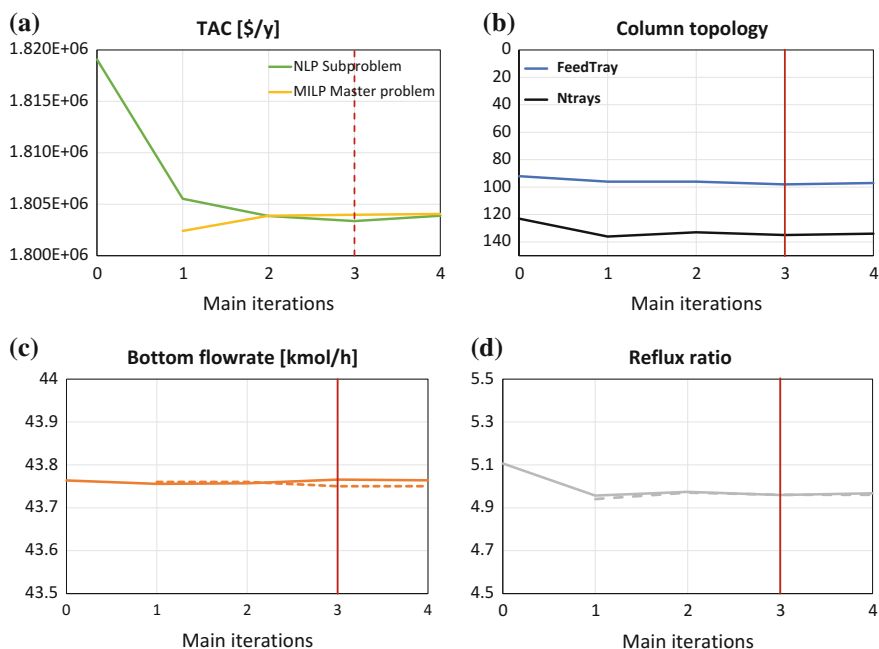 (a)
TAC [$/y]
1.820E+06
1.815E+06
1.810E+06
1.805E+06
1.800E+06
NLP Subproblem
MILP Master problem
0 1 2 3 4
Main iterations
(b)
Column topology
0
20
40
60
80
100
120
140
FeedTray
Ntrays
0 1 2 3 4
Main iterations
(c)
Bottom flowrate [kmol/h]
44
43.9
43.8
43.7
43.6
43.5
0 1 2 3 4
Main iterations
(d)
Reflux ratio
5.5
5.3
5.1
4.9
4.7
4.5
0 1 2 3 4
Main iterations